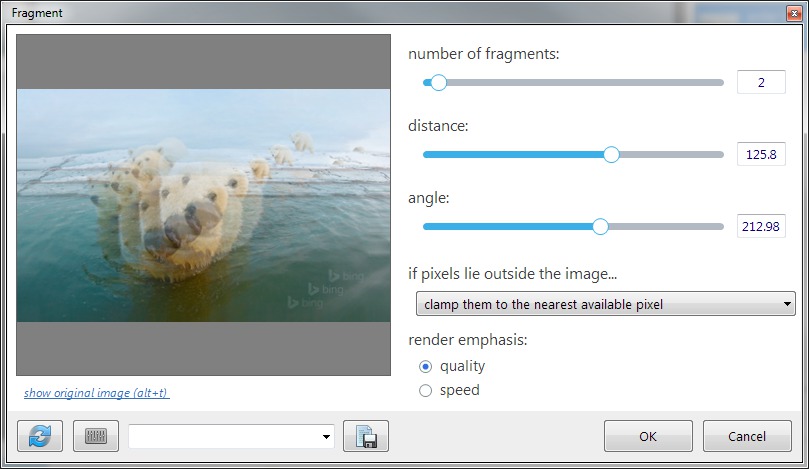 Fragment
number of fragments:
2
distance:
125.8
angle:
212.98
if pixels lie outside the image...
clamp them to the nearest available pixel
render emphasis:
quality
speed
bing
bing
bing
show original image (alt+t)
OK
Cancel